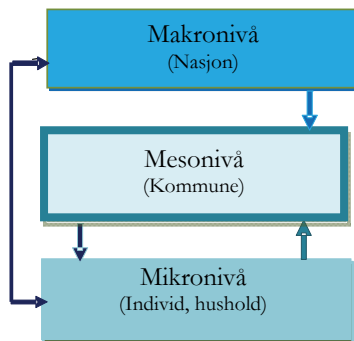 Makronivå
(Nasjon)
Mesonivå
(Kommune)
Mikronivå
(Individ, hushold)